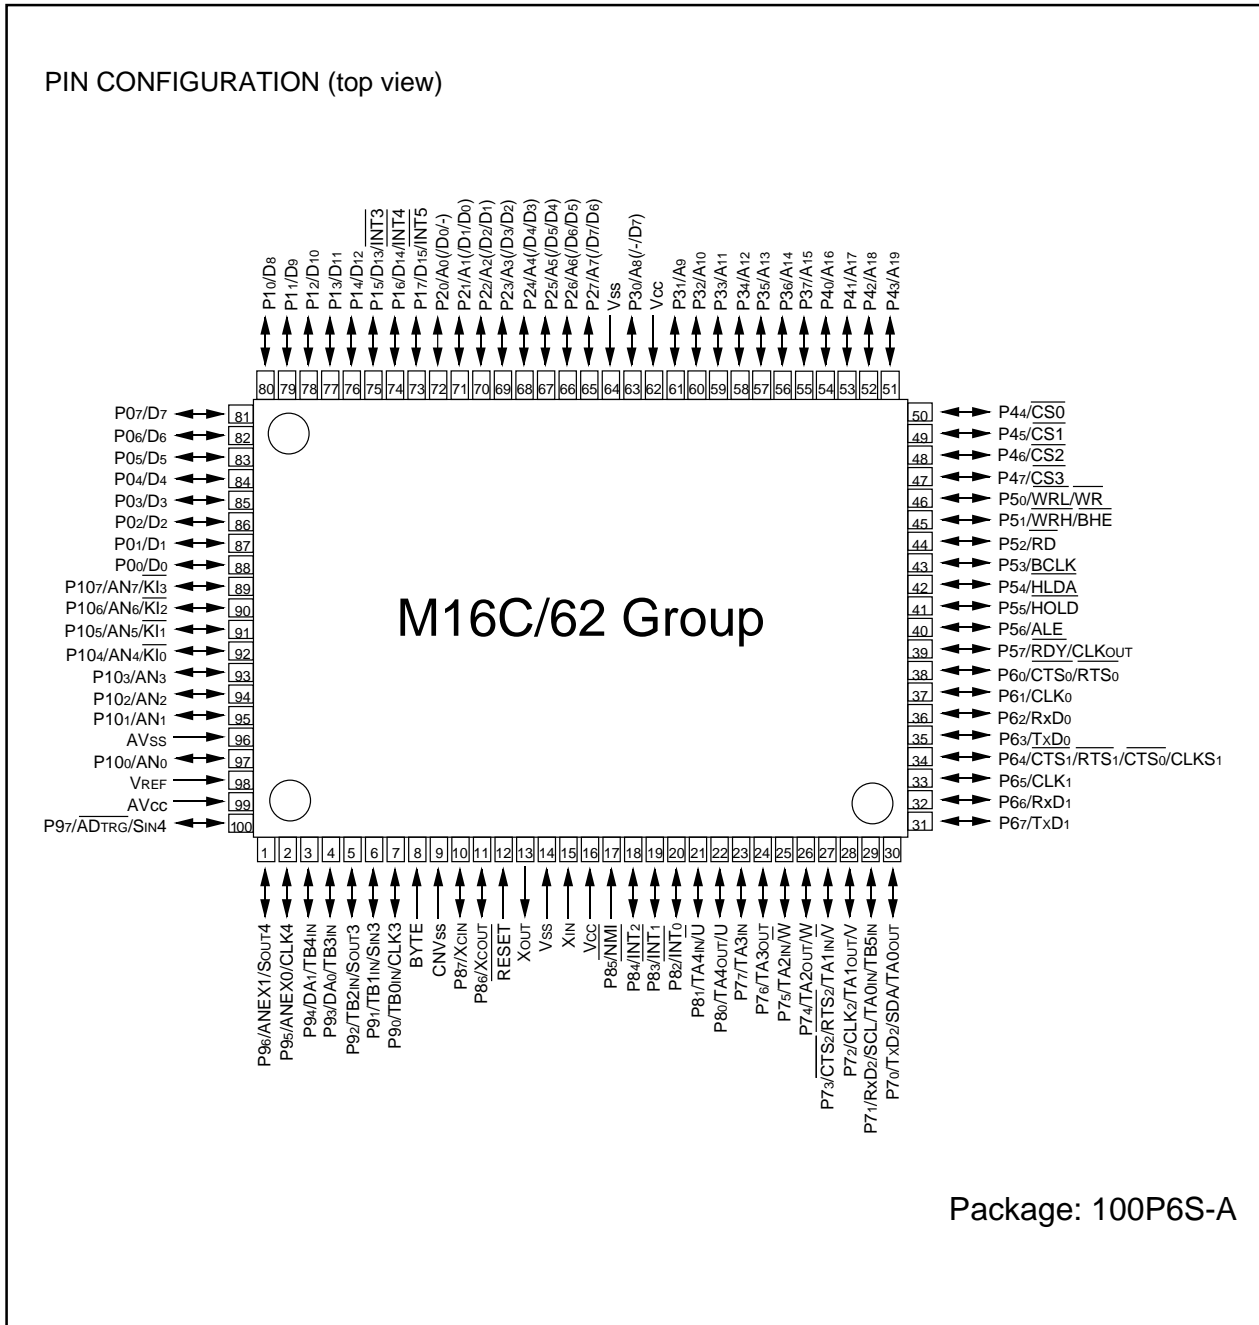 PIN CONFIGURATION (top view)
P10/D8
P11/D9
P12/D10
P13/D11
P14/D12
P15/D13/INT3
P16/D14/INT4
P17/D15/INT5
P20/A0(/D0/-)
P21/A1(/D1/D0)
P22/A2(/D2/D1)
P23/A3(/D3/D2)
P24/A4(/D4/D3)
P25/A5(/D5/D4)
P26/A6(/D6/D5)
P27/A7(/D7/D6)
Vss
P30/A8(/-/D7)
Vcc
P31/A9
P32/A10
P33/A11
P34/A12
P35/A13
P36/A14
P37/A15
P40/A16
P41/A17
P42/A18
P43/A19
80 79 78 77 76 75 74 73 72 71 70 69 68 67 66 65 64 63 62 61 60 59 58 57 56 55 54 53 52 51
P07/D7 81
P06/D6 82
P05/D5 83
P04/D4 84
P03/D3 85
P02/D2 86
P01/D1 87
P00/D0 88
P107/AN7/KI3 89
P106/AN6/KI2 90
P105/AN5/KI1 91
P104/AN4/KI0 92
P103/AN3 93
P102/AN2 94
P101/AN1 95
AVSS 96
P100/AN0 97
VREF 98
AVcc 99
P97/ADTRG/SIN4 100
M16C/62 Group
50 P44/CS0
49 P45/CS1
48 P46/CS2
47 P47/CS3
46 P50/WRL/WR
45 P51/WRH/BHE
44 P52/RD
43 P53/BCLK
42 P54/HLDA
41 P55/HOLD
40 P56/ALE
39 P57/RDY/CLKOUT
38 P60/CTS0/RTS0
37 P61/CLK0
36 P62/RxD0
35 P63/TXD0
34 P64/CTS1/RTS1/CTS0/CLKS1
33 P65/CLK1
32 P66/RxD1
31 P67/TXD1
1 2 3 4 5 6 7 8 9 10 11 12 13 14 15 16 17 18 19 20 21 22 23 24 25 26 27 28 29 30
P96/ANEX1/SOUT4
P95/ANEX0/CLK4
P94/DA1/TB4IN
P93/DA0/TB3IN
P92/TB2IN/SOUT3
P91/TB1IN/SIN3
P90/TB0IN/CLK3
BYTE
CNVss
P87/XCIN
P86/XCOUT
RESET
XOUT
VSS
XIN
VCC
P85/NMI
P84/INT2
P83/INT1
P82/INT0
P81/TA4IN/U
P80/TA4OUT/U
P77/TA3IN
P76/TA3OUT
P75/TA2IN/W
P74/TA2OUT/W
P73/CTS2/RTS2/TA1IN/V
P72/CLK2/TA1OUT/V
P71/RxD2/SCL/TA0IN/TB5IN
P70/TXD2/SDA/TA0OUT
Package: 100P6S-A